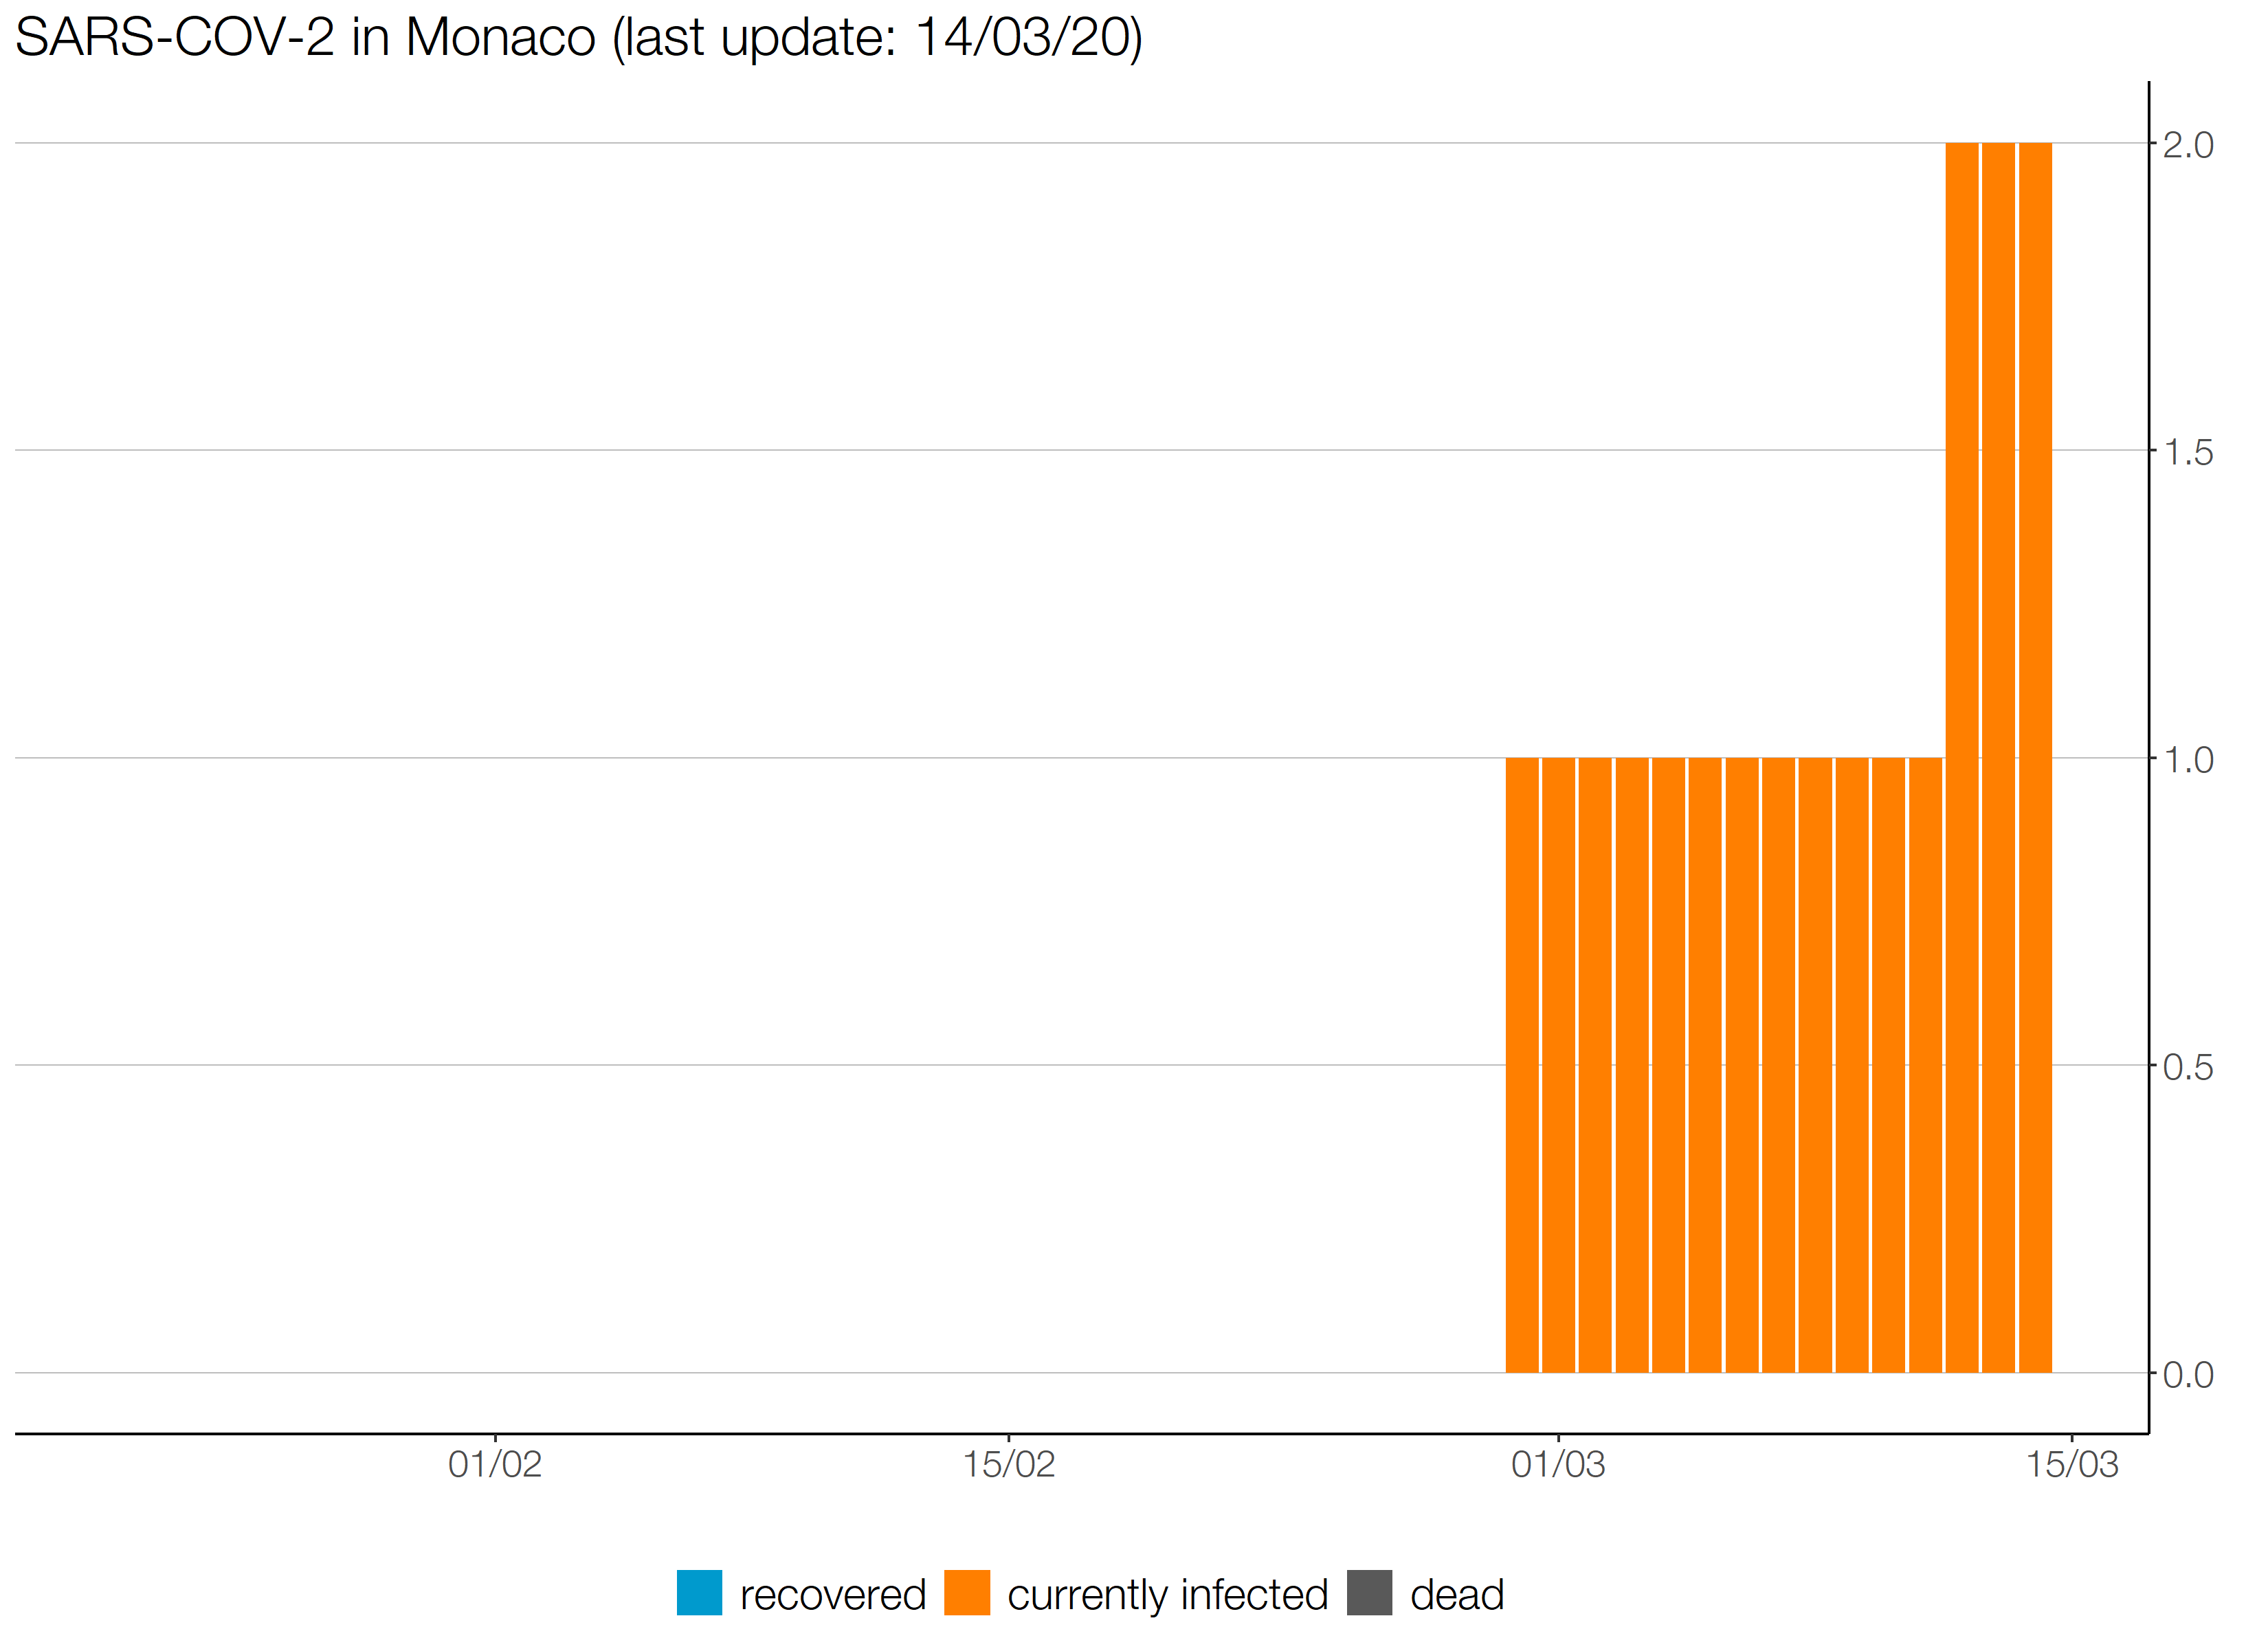 SARS-COV-2 in Monaco (last update: 14/03/20)
2.0
1.5
1.0
0.5
0.0
01/02 15/02 01/03 15/03
recovered currently infected dead